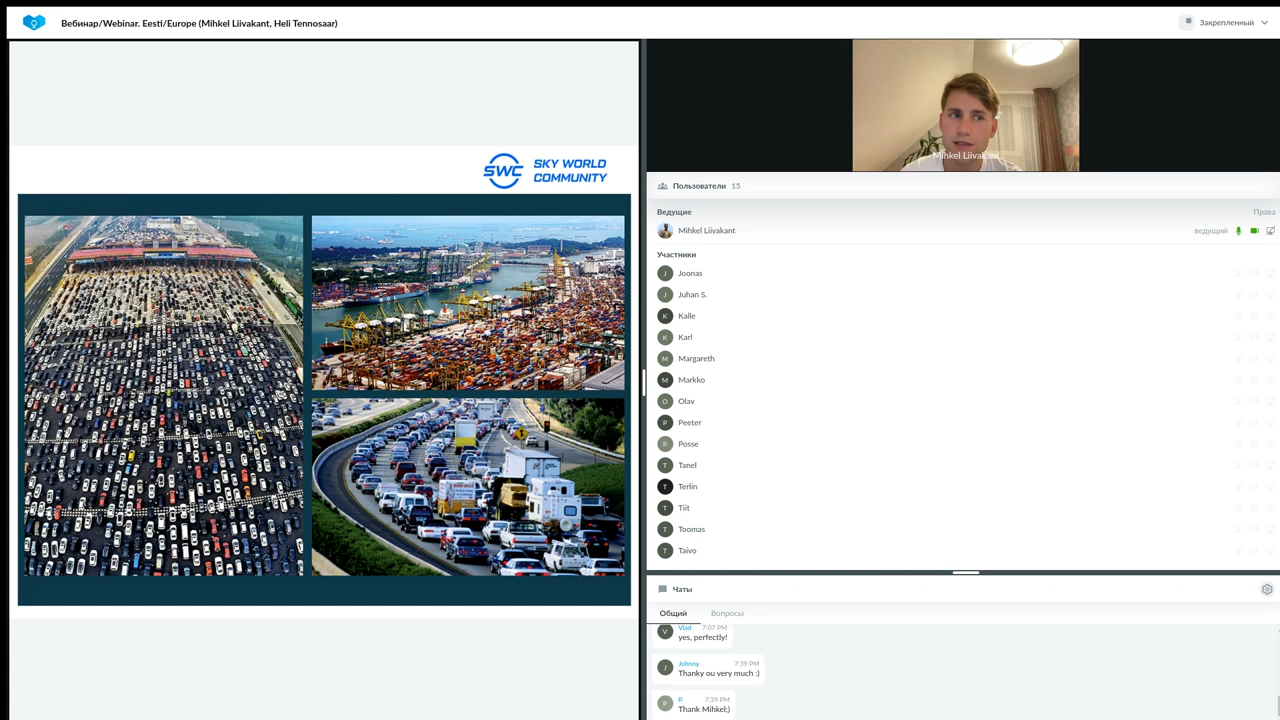 Вебинар/Webinar. Eesti/Europe (Mihkel Liivakant, Heli Tennosaar)
Закрепленный
SWC SKY WORLD
COMMUNITY
Mihkel Liivakant
Пользователи 15
Ведущие Права
Mihkel Liivakant ведущий
Участники
J Joonas
J Juhan S.
K Kalle
K Karl
M Margareth
M Markko
O Olav
P Peeter
P Posse
T Tanel
T Terlin
T Tiit
T Toomas
T Taivo
Чаты
Общий Вопросы
V Vlad 7:07 PM
yes, perfectly!
J Johnny 7:39 PM
Thanky ou very much :)
P P. 7:39 PM
Thank Mihkel;)